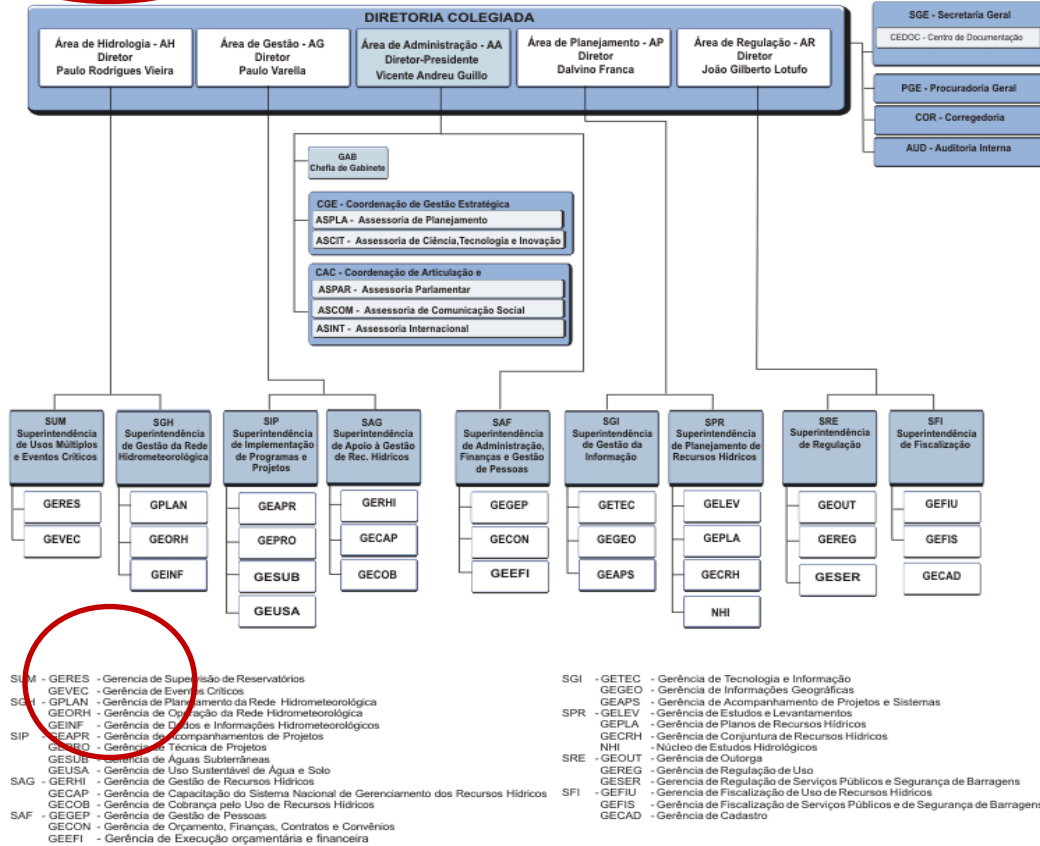 DIRETORIA COLEGIADA
Área de Hidrologia - AH
Diretor
Paulo Rodrigues Vieira
Área de Gestão - AG
Diretor
Paulo Varella
Área de Administração - AA
Diretor-Presidente
Vicente Andreu Guillo
Área de Planejamento - AP
Diretor
Dalvino Franca
Área de Regulação - AR
Diretor
João Gilberto Lotufo
SGE - Secretaria Geral
CEDOC - Centro de Documentação
PGE - Procuradoria Geral
COR - Corregedoria
AUD - Auditoria Interna
GAB
Chefia de Gabinete
CGE - Coordenação de Gestão Estratégica
ASPLA - Assessoria de Planejamento
ASCIT - Assessoria de Ciência,Tecnologia e Inovação
CAC - Coordenação de Articulação e
ASPAR - Assessoria Parlamentar
ASCOM - Assessoria de Comunicação Social
ASINT - Assessoria Internacional
SUM
Superintendência
de Usos Múltiplos
e Eventos Críticos
GERES
GEVEC
SGH
Superintendência
de Gestão da Rede
Hidrometeorológica
GPLAN
GEORH
GEINF
SIP
Superintendência
de Implementação
de Programas e
Projetos
GEAPR
GEPRO
GESUB
GEUSA
SAG
Superintendência
de Apoio à Gestão
de Rec. Hídricos
GERHI
GECAP
GECOB
SAF
Superintendência
de Administração,
Finanças e Gestão
de Pessoas
GEGEP
GECON
GEEFI
SGI
Superintendência
de Gestão da
Informação
GETEC
GEGEO
GEAPS
SPR
Superintendência
de Planejamento de
Recursos Hídricos
GELEV
GEPLA
GECRH
NHI
SRE
Superintendência
de Regulação
GEOUT
GEREG
GESER
SFI
Superintendência
de Fiscalização
GEFIU
GEFIS
GECAD
SUM - GERES - Gerencia de Supervisão de Reservatórios
GEVEC - Gerência de Eventos Críticos
SGH - GPLAN - Gerência de Planejamento da Rede Hidrometeorológica
GEORH - Gerência de Operação da Rede Hidrometeorológica
GEINF - Gerência de Dados e Informações Hidrometeorológicos
SIP - GEAPR - Gerência de Acompanhamentos de Projetos
GEPRO - Gerência de Técnica de Projetos
GESUB - Gerência de Águas Subterrâneas
GEUSA - Gerência de Uso Sustentável de Água e Solo
SAG - GERHI - Gerência de Gestão de Recursos Hídricos
GECAP - Gerência de Capacitação do Sistema Nacional de Gerenciamento dos Recursos Hídricos
GECOB - Gerência de Cobrança pelo Uso de Recursos Hídricos
SAF - GEGEP - Gerência de Gestão de Pessoas
GECON - Gerência de Orçamento, Finanças, Contratos e Convênios
GEEFI - Gerência de Execução orçamentária e financeira
SGI - GETEC - Gerência de Tecnologia e Informação
GEGEO - Gerência de Informações Geográficas
GEAPS - Gerência de Acompanhamento de Projetos e Sistemas
SPR - GELEV - Gerência de Estudos e Levantamentos
GEPLA - Gerência de Planos de Recursos Hídricos
GECRH - Gerência de Conjuntura de Recursos Hídricos
NHI - Núcleo de Estudos Hidrológicos
SRE - GEOUT - Gerência de Outorga
GEREG - Gerência de Regulação de Uso
GESER - Gerência de Regulação de Serviços Públicos e Segurança de Barragens
SFI - GEFIU - Gerência de Fiscalização de Uso de Recursos Hídricos
GEFIS - Gerência de Fiscalização de Serviços Públicos e de Segurança de Barragens
GECAD - Gerência de Cadastro